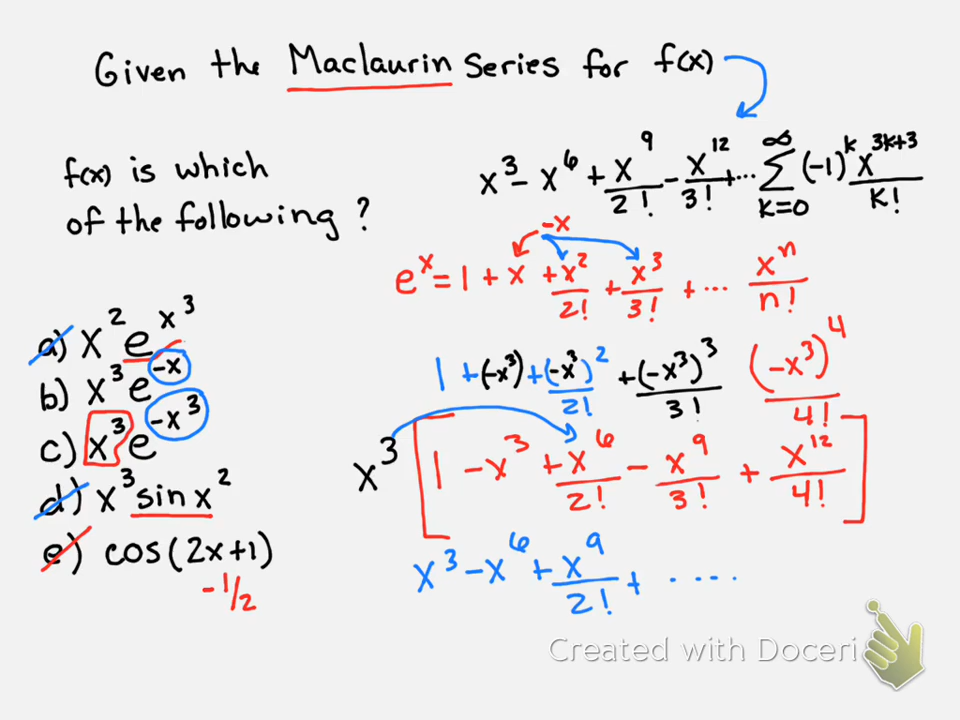 Given the Maclaurin Series for f(x)
f(x) is which
of the following ?
x³ - x⁶ + x⁹/2! - x¹²/3! + ... ∑_{k=0}^{∞} (-1)^k x^{3k+3}/k!
-x
e^x = 1 + x + x²/2! + x³/3! + ... x^n/n!
a) x² e^{x³}
b) x³ e^{-x}
c) x³ e^{-x³}
d) x³ sin x²
e) cos(2x+1)
-1/2
1 + (-x³) + (-x³)²/2! + (-x³)³/3! (-x³)⁴/4!
x³ [ 1 - x³ + x⁶/2! - x⁹/3! + x¹²/4! ]
x³ - x⁶ + x⁹/2! + ....
Created with Doceri